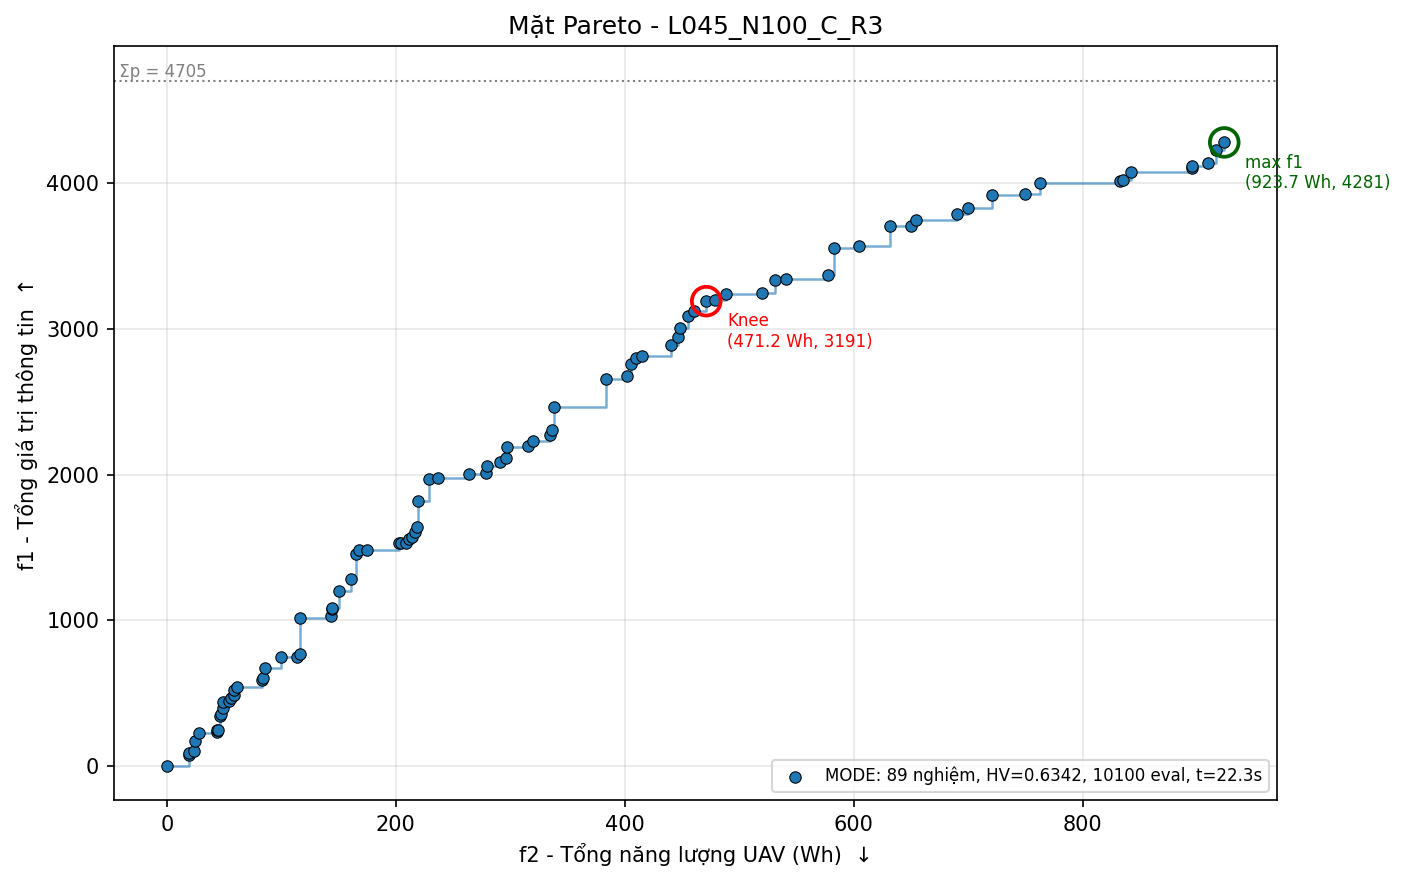 Mặt Pareto - L045_N100_C_R3
Σp = 4705
max f1
(923.7 Wh, 4281)
Knee
(471.2 Wh, 3191)
4000
3000
2000
1000
0
f1 - Tổng giá trị thông tin ↑
MODE: 89 nghiệm, HV=0.6342, 10100 eval, t=22.3s
0 200 400 600 800
f2 - Tổng năng lượng UAV (Wh) ↓